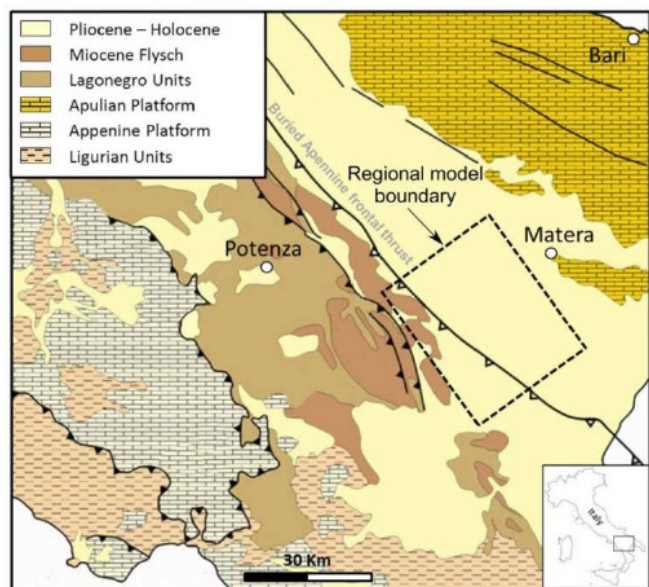 Pliocene – Holocene
Miocene Flysch
Lagonegro Units
Apulian Platform
Appenine Platform
Ligurian Units
Bari
Buried Apennine frontal thrust
Regional model
boundary
Matera
Potenza
Italy
30 Km